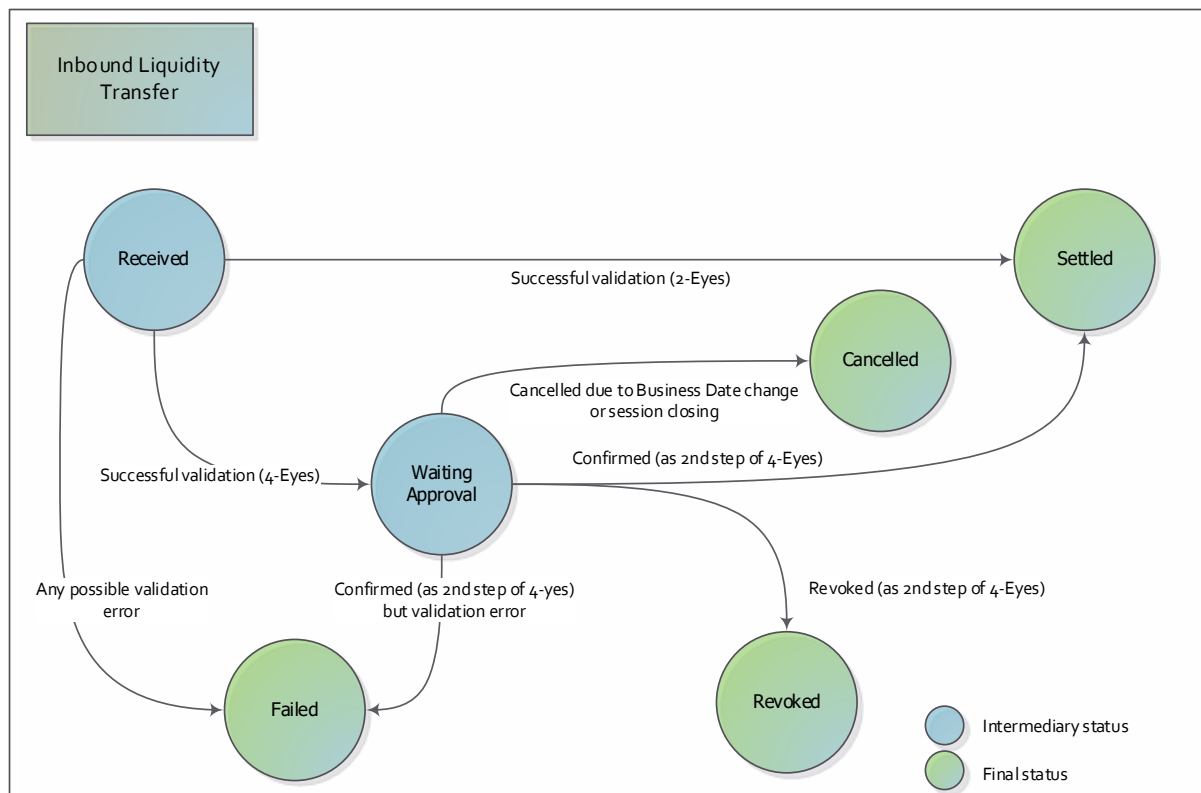 Inbound Liquidity
Transfer
Received
Settled
Successful validation (2-Eyes)
Cancelled
Cancelled due to Business Date change
or session closing
Confirmed (as 2nd step of 4-Eyes)
Successful validation (4-Eyes)
Waiting
Approval
Any possible validation
error
Confirmed (as 2nd step of 4-yes)
but validation error
Revoked (as 2nd step of 4-Eyes)
Failed
Revoked
Intermediary status
Final status